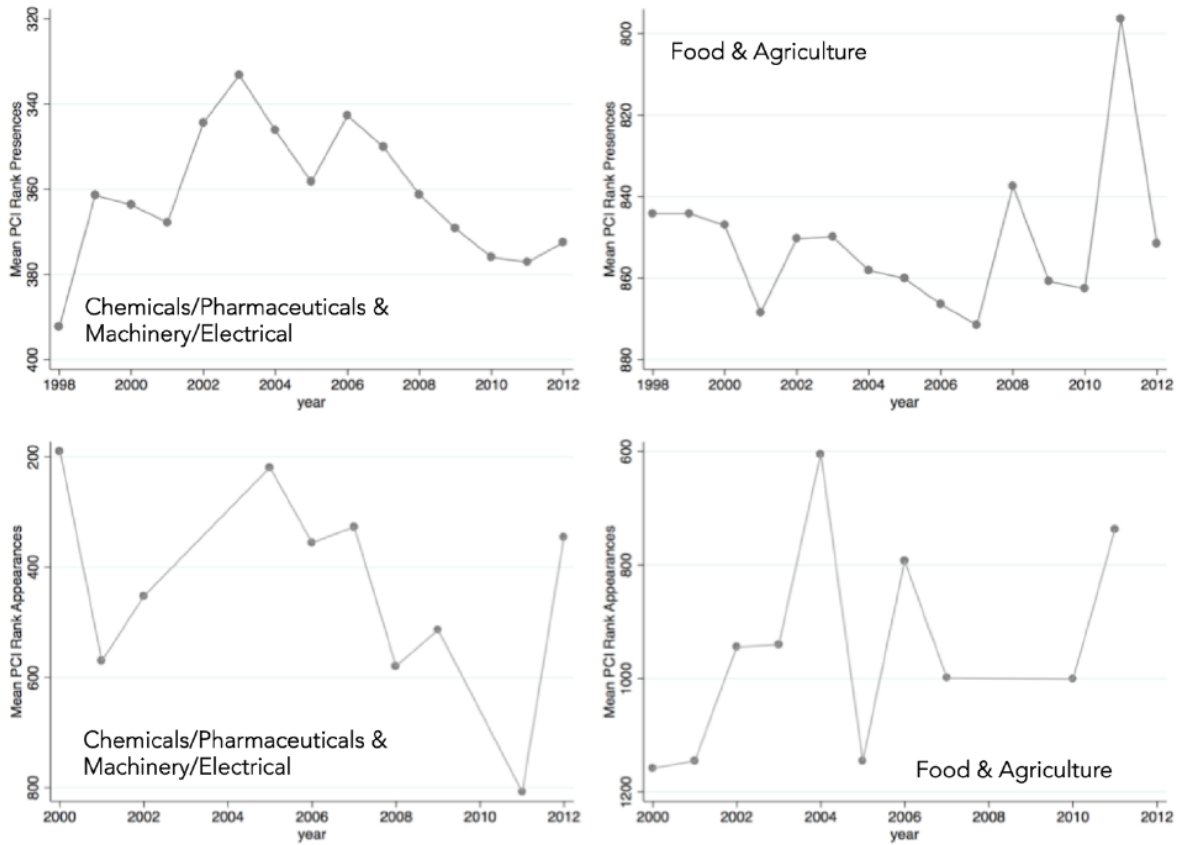 320
340
360
380
400
Mean PCI Rank Presences
Chemicals/Pharmaceuticals &
Machinery/Electrical
1998 2000 2002 2004 2006 2008 2010 2012
year
800
820
840
860
880
Mean PCI Rank Presences
Food & Agriculture
1998 2000 2002 2004 2006 2008 2010 2012
year
200
400
600
800
Mean PCI Rank Appearances
Chemicals/Pharmaceuticals &
Machinery/Electrical
2000 2002 2004 2006 2008 2010 2012
year
600
800
1000
1200
Mean PCI Rank Appearances
Food & Agriculture
2000 2002 2004 2006 2008 2010 2012
year